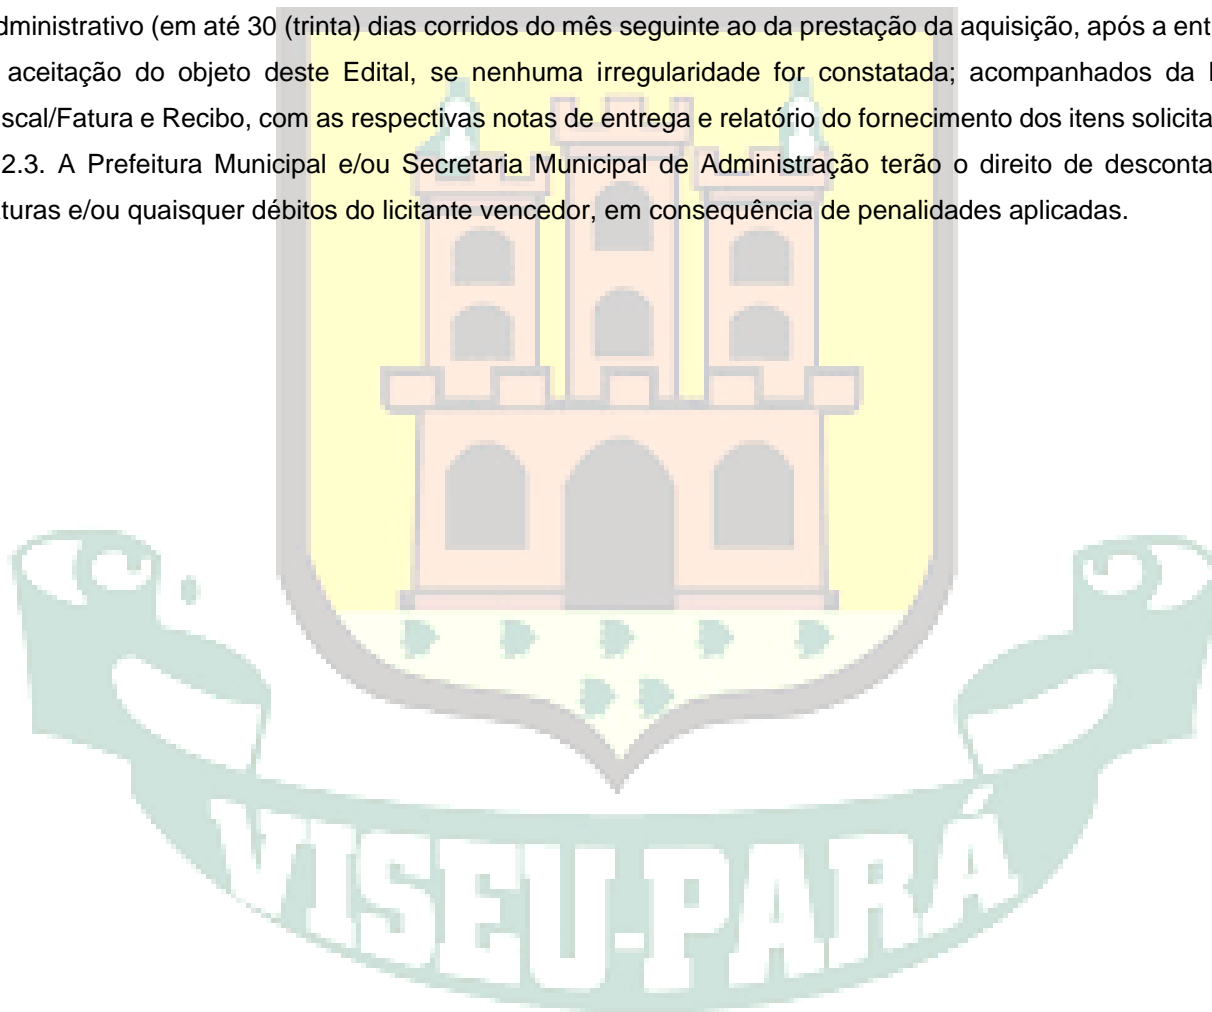 dministrativo (em até 30 (trinta) dias corridos do mês seguinte ao da prestação da aquisição, após a ent
aceitação do objeto deste Edital, se nenhuma irregularidade for constatada; acompanhados da
scal/Fatura e Recibo, com as respectivas notas de entrega e relatório do fornecimento dos itens solicita
2.3. A Prefeitura Municipal e/ou Secretaria Municipal de Administração terão o direito de desconta
turas e/ou quaisquer débitos do licitante vencedor, em consequência de penalidades aplicadas.
VISEU-PARÁ